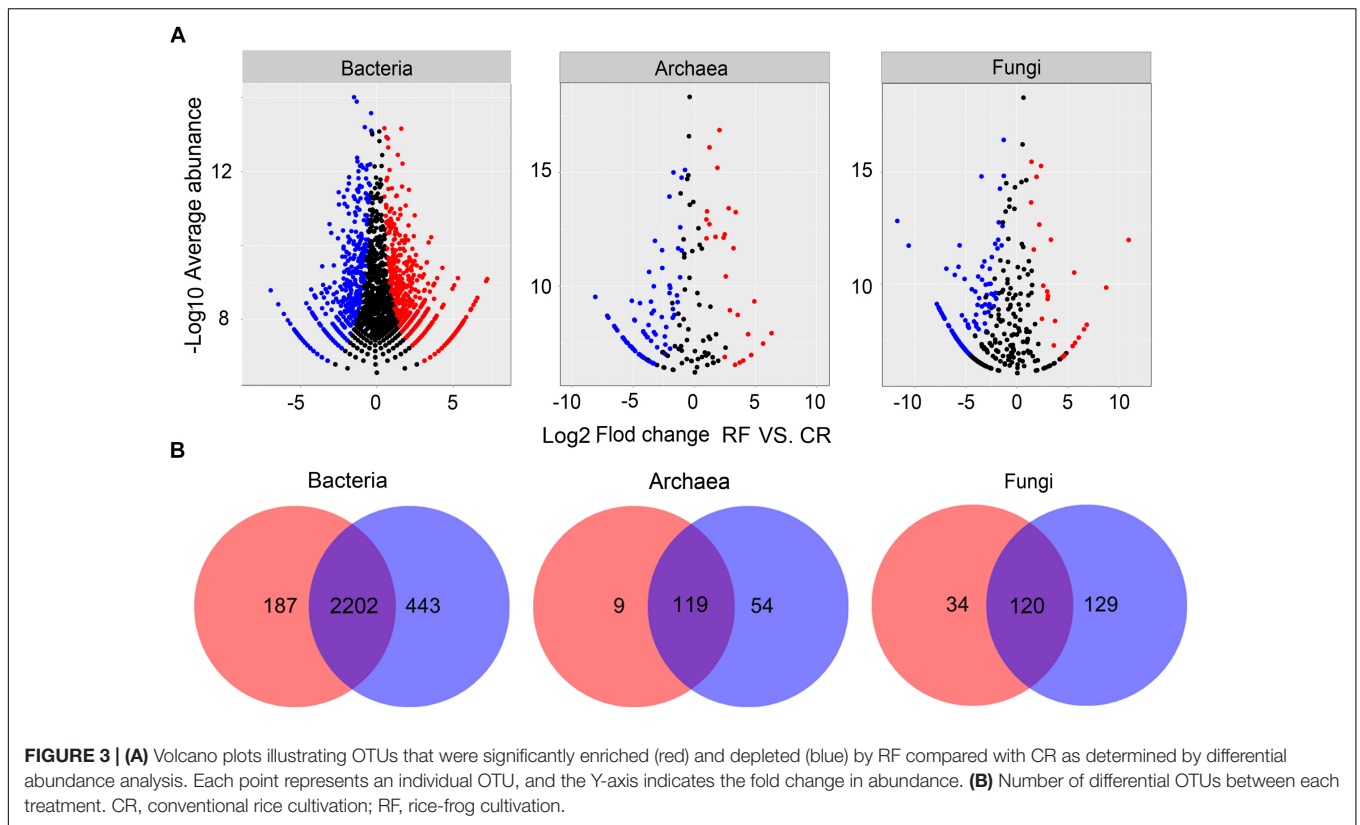 A
Bacteria
Archaea
Fungi
-Log10 Average abunance
12
8
15
10
15
10
-5 0 5
-10 -5 0 5 10
-10 -5 0 5 10
Log2 Flod change RF VS. CR
B
Bacteria
Archaea
Fungi
187 2202 443
9 119 54
34 120 129
FIGURE 3 | (A) Volcano plots illustrating OTUs that were significantly enriched (red) and depleted (blue) by RF compared with CR as determined by differential
abundance analysis. Each point represents an individual OTU, and the Y-axis indicates the fold change in abundance. (B) Number of differential OTUs between each
treatment. CR, conventional rice cultivation; RF, rice-frog cultivation.